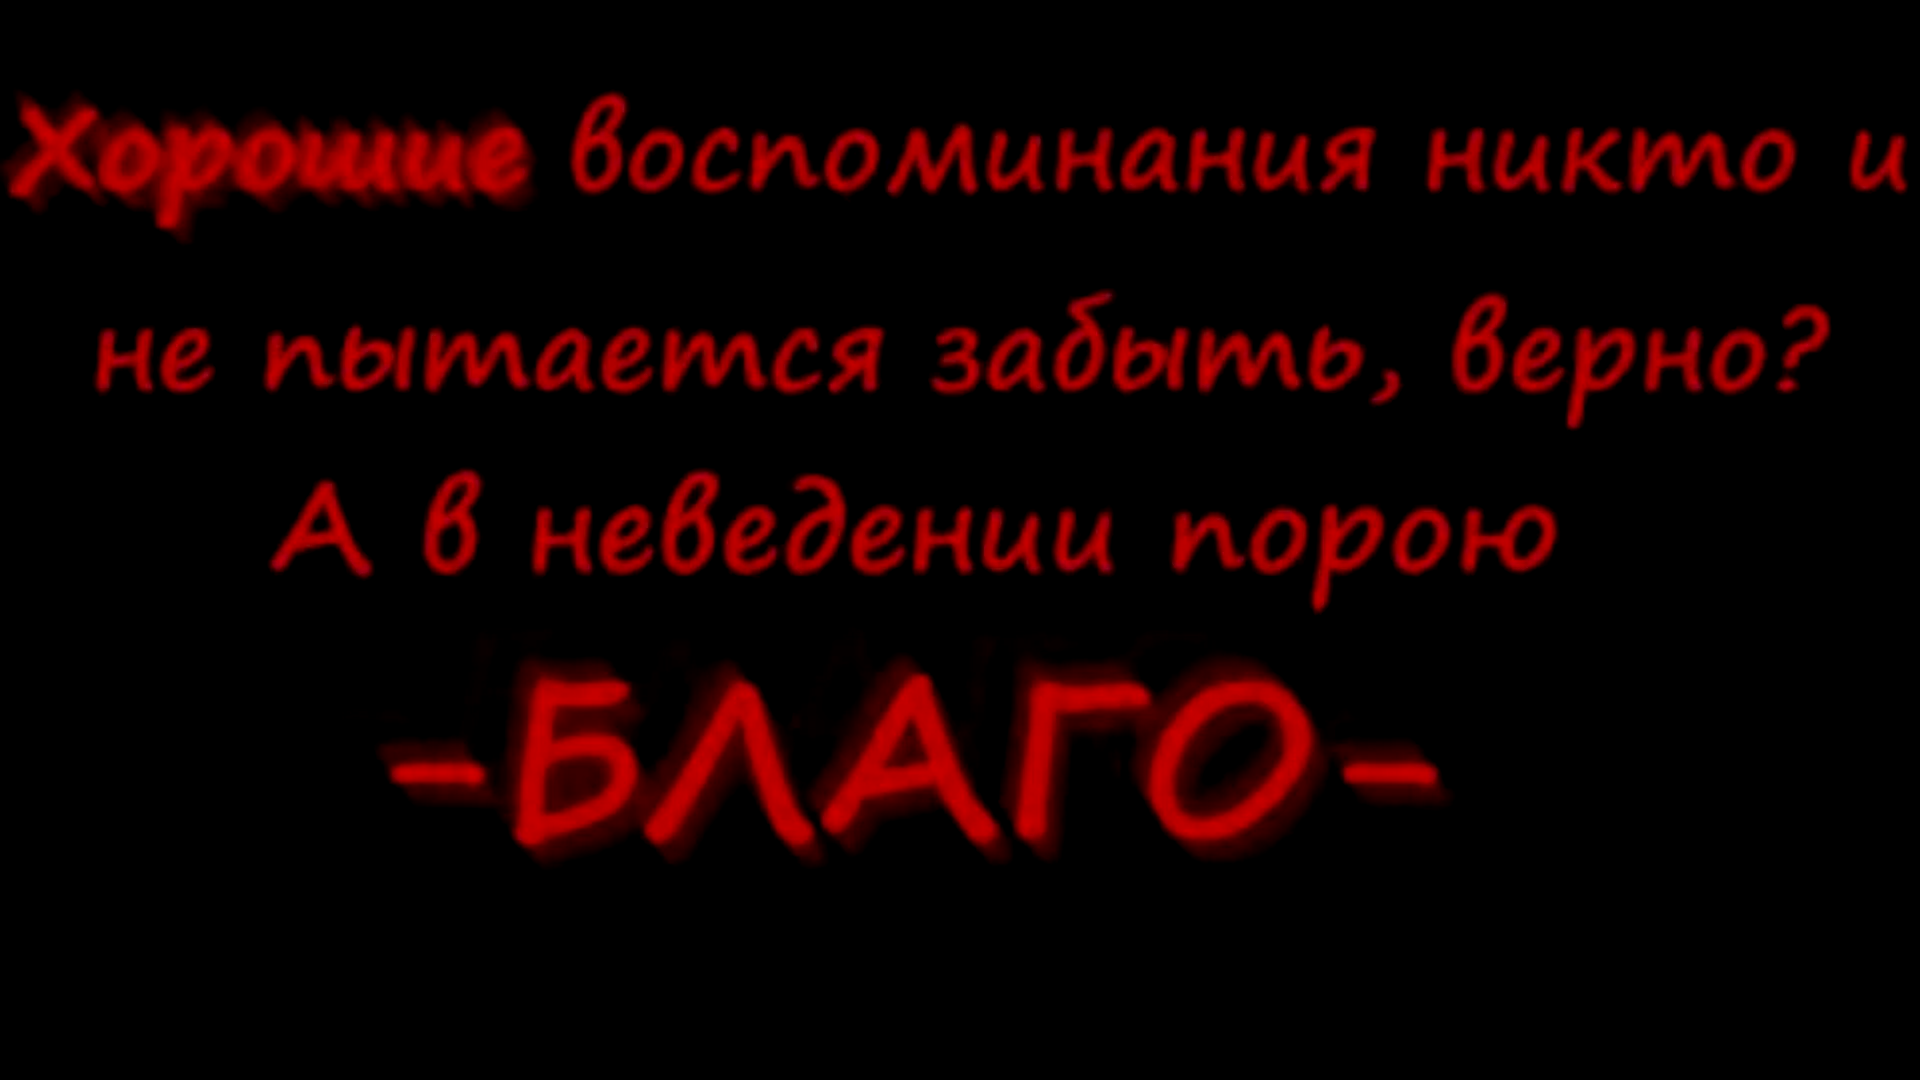 Хорошие воспоминания никто и
не пытается забыть, верно?
А в неведении порою
-БЛАГО-